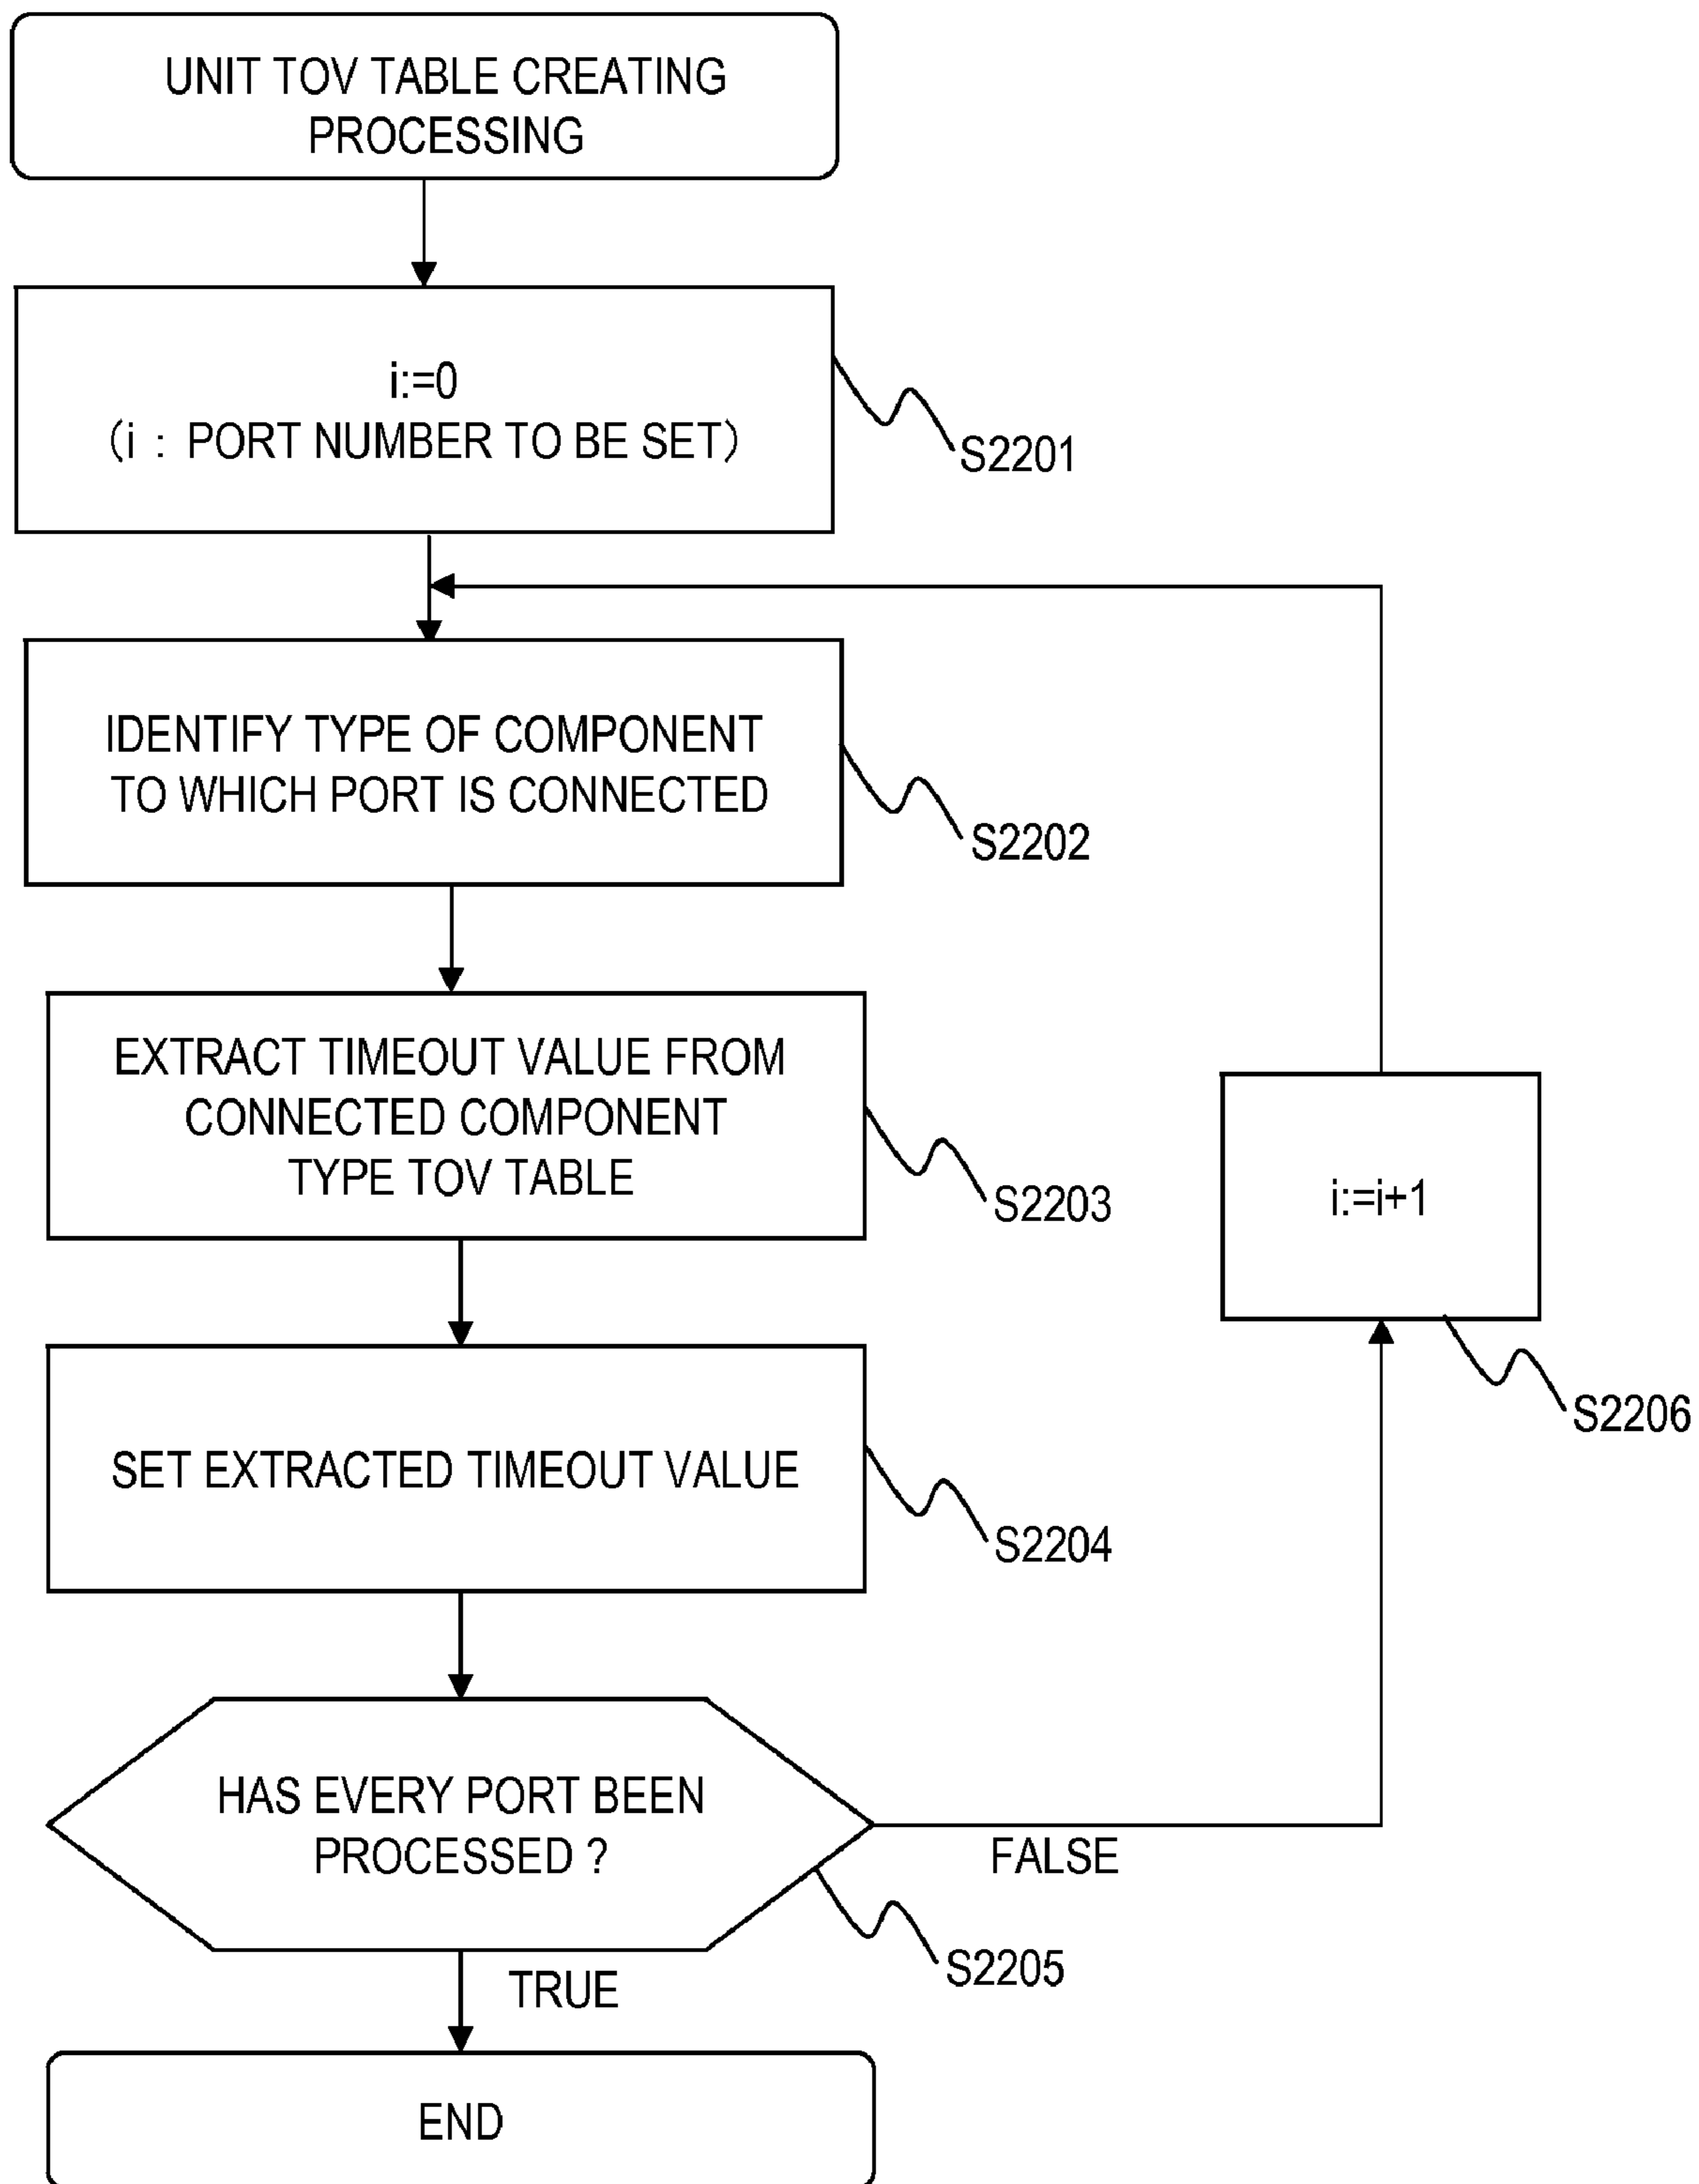 UNIT TOV TABLE CREATING
PROCESSING
i:=0
(i : PORT NUMBER TO BE SET)
S2201
IDENTIFY TYPE OF COMPONENT
TO WHICH PORT IS CONNECTED
S2202
EXTRACT TIMEOUT VALUE FROM
CONNECTED COMPONENT
TYPE TOV TABLE
S2203
i:=i+1
S2206
SET EXTRACTED TIMEOUT VALUE
S2204
HAS EVERY PORT BEEN
PROCESSED ?
FALSE
S2205
TRUE
END